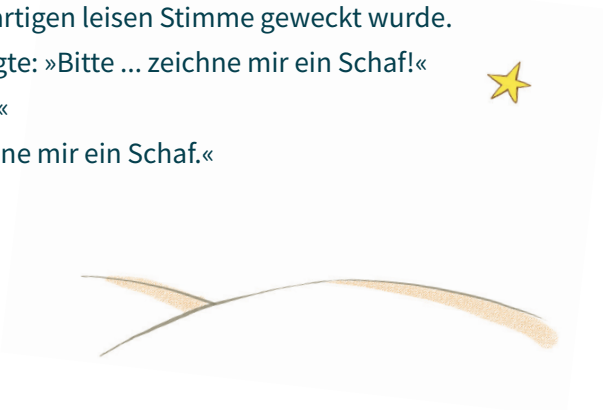 artigen leisen Stimme geweckt wurde.
gte: »Bitte ... zeichne mir ein Schaf!«
«
ne mir ein Schaf.«